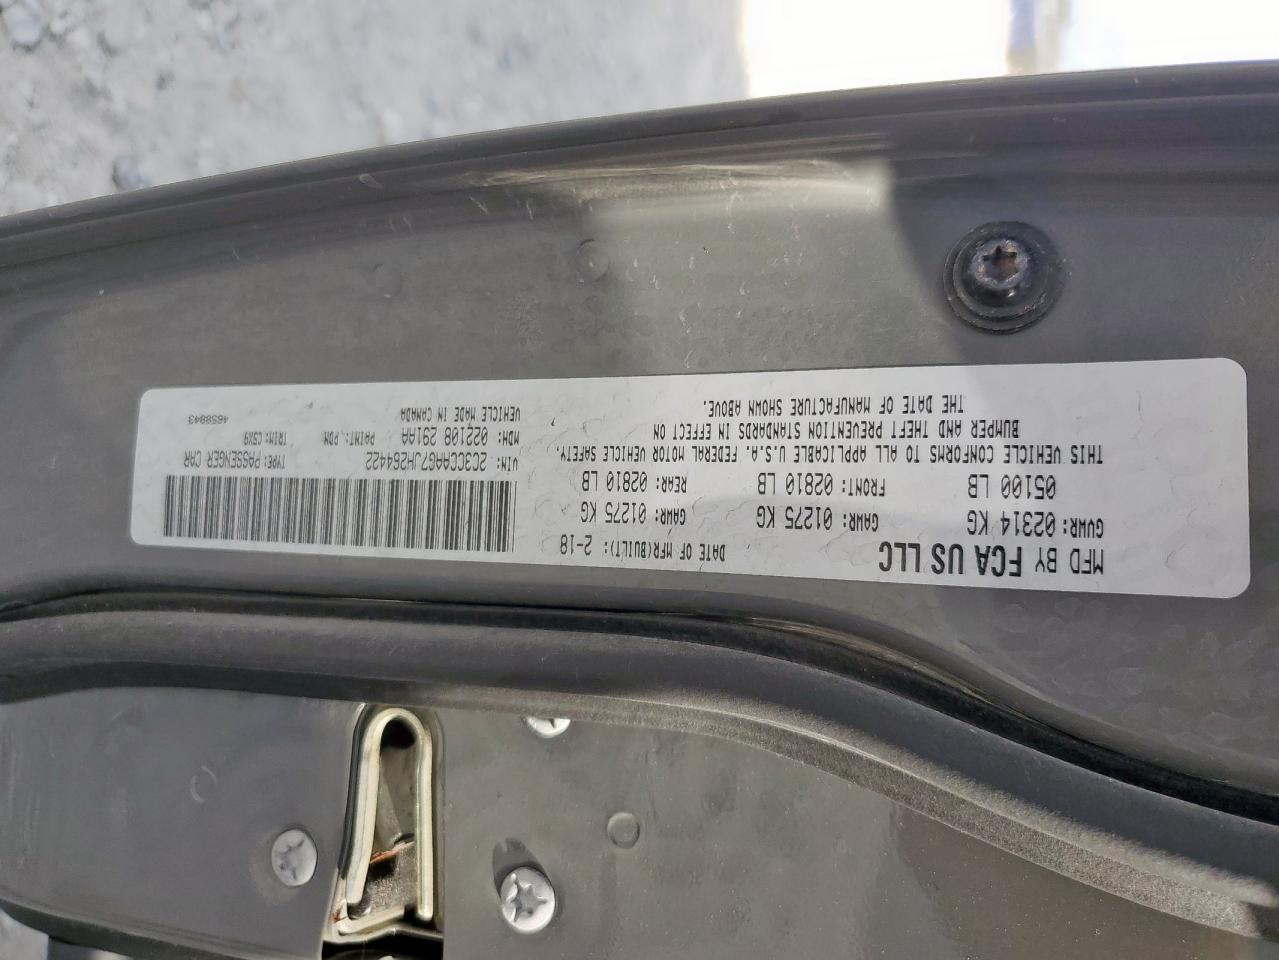 MFD BY FCA US LLC
DATE OF MFR(BUILT): 2-18
GVWR: 02314 KG
GAWR: 01275 KG
GAWR: 01275 KG
05100 LB
FRONT: 02810 LB
REAR: 02810 LB
THIS VEHICLE CONFORMS TO ALL APPLICABLE U.S.A. FEDERAL MOTOR VEHICLE SAFETY,
BUMPER AND THEFT PREVENTION STANDARDS IN EFFECT ON
THE DATE OF MANUFACTURE SHOWN ABOVE.
VIN: 2C3CCAAG7JH264422
TYPE: PASSENGER CAR
MDH: 022108 291AA
PAINT: PDN
TRIM: C5X9
VEHICLE MADE IN CANADA
4658843